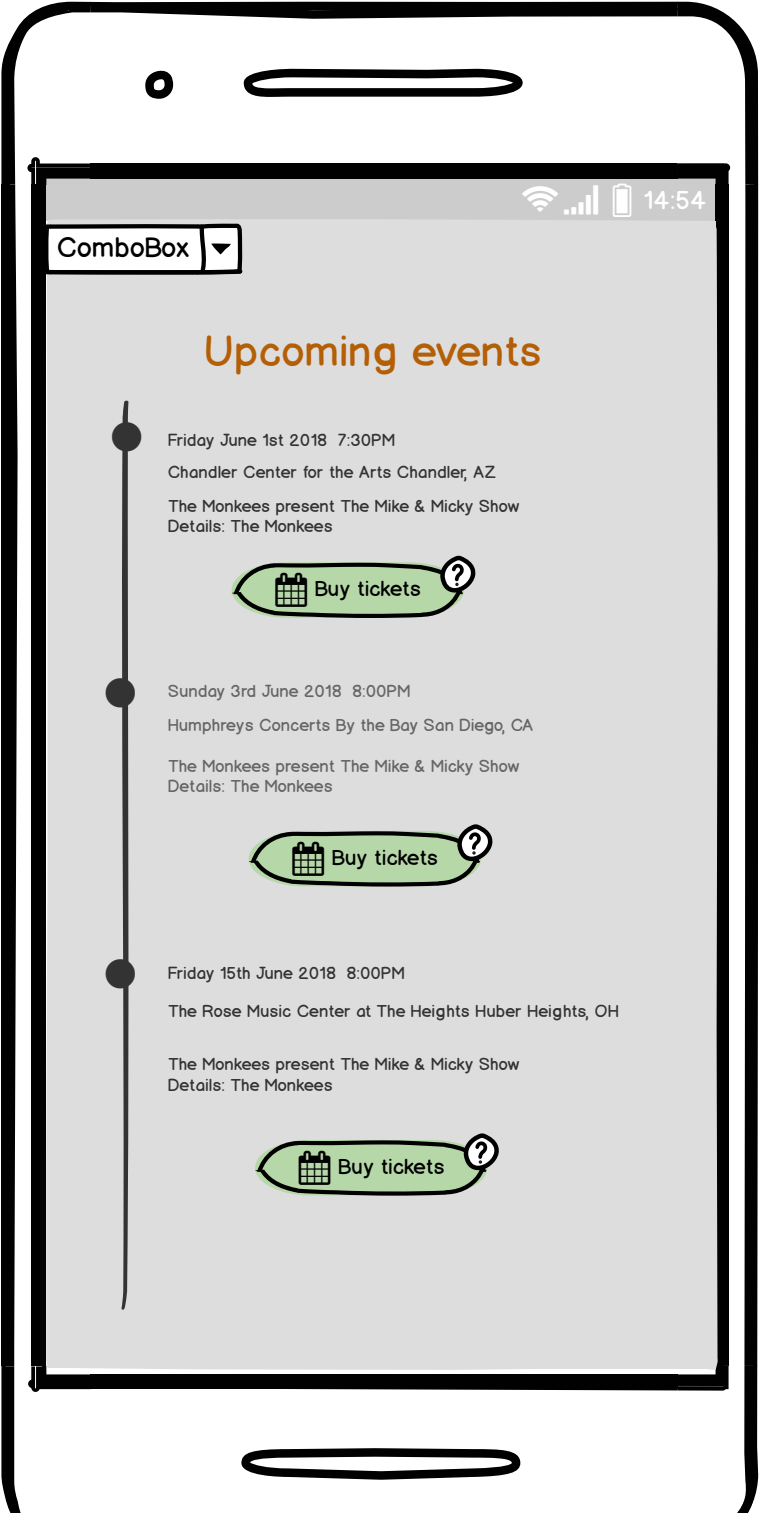 14:54
ComboBox
Upcoming events
Friday June 1st 2018 7:30PM
Chandler Center for the Arts Chandler, AZ
The Monkees present The Mike & Micky Show
Details: The Monkees
Buy tickets ?
Sunday 3rd June 2018 8:00PM
Humphreys Concerts By the Bay San Diego, CA
The Monkees present The Mike & Micky Show
Details: The Monkees
Buy tickets ?
Friday 15th June 2018 8:00PM
The Rose Music Center at The Heights Huber Heights, OH
The Monkees present The Mike & Micky Show
Details: The Monkees
Buy tickets ?